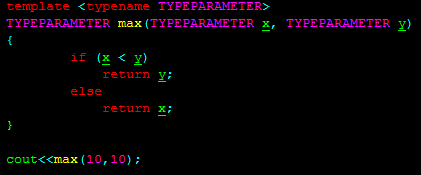 template <typename TYPEPARAMETER>
TYPEPARAMETER max(TYPEPARAMETER x, TYPEPARAMETER y)
{
        if (x < y)
            return y;
        else
            return x;
}

cout<<max(10,10);